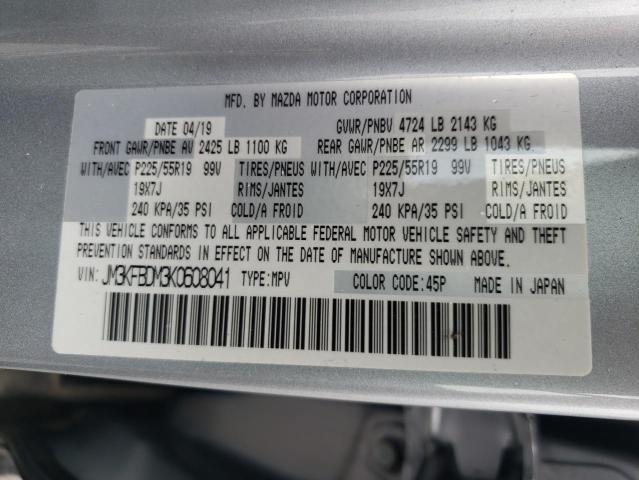 MFD. BY MAZDA MOTOR CORPORATION
DATE 04/19 GVWR/PNBV 4724 LB 2143 KG
FRONT GAWR/PNBE AV 2425 LB 1100 KG REAR GAWR/PNBE AR 2299 LB 1043 KG
WITH/AVEC P225/55R19 99V TIRES/PNEUS WITH/AVEC P225/55R19 99V TIRES/PNEUS
19X7J RIMS/JANTES 19X7J RIMS/JANTES
240 KPA/35 PSI COLD/A FROID 240 KPA/35 PSI COLD/A FROID
THIS VEHICLE CONFORMS TO ALL APPLICABLE FEDERAL MOTOR VEHICLE SAFETY AND THEFT
PREVENTION STANDARDS IN EFFECT ON THE DATE OF MANUFACTURE SHOWN ABOVE.
VIN: JM3KFBDM3K0608041 TYPE:MPV COLOR CODE:45P MADE IN JAPAN